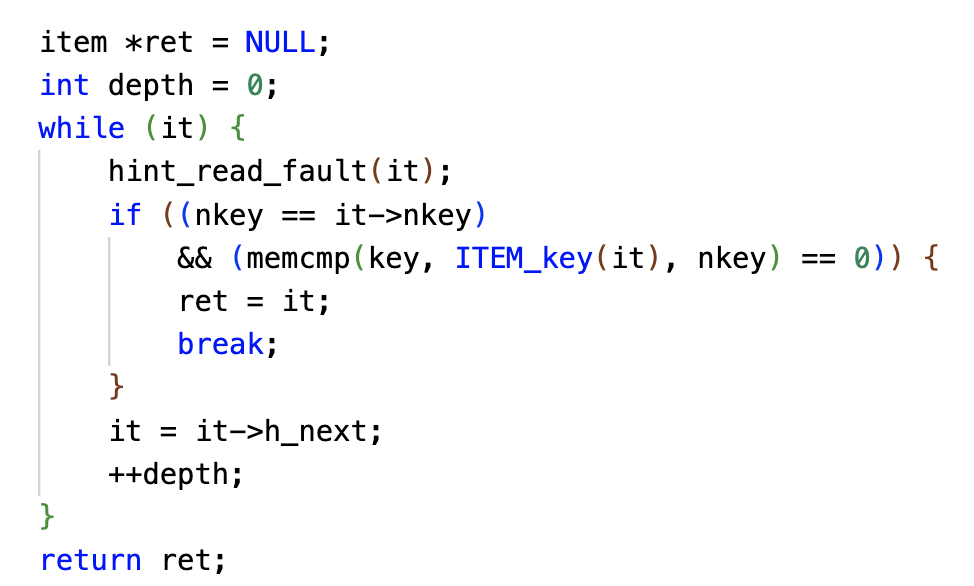 item *ret = NULL;
int depth = 0;
while (it) {
    hint_read_fault(it);
    if ((nkey == it->nkey)
        && (memcmp(key, ITEM_key(it), nkey) == 0)) {
        ret = it;
        break;
    }
    it = it->h_next;
    ++depth;
}
return ret;